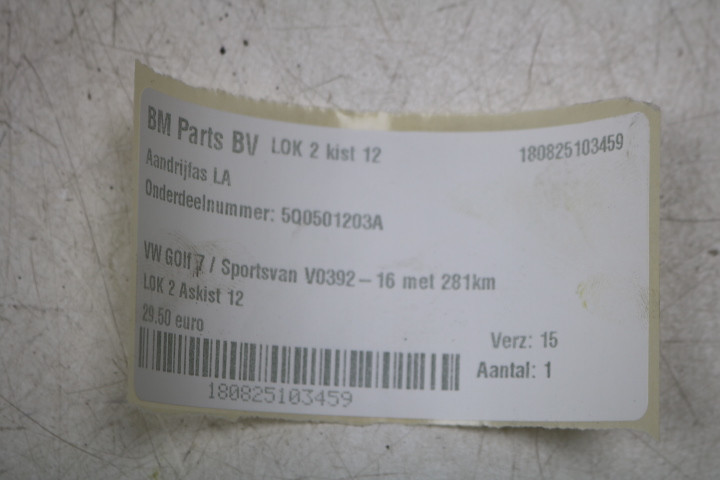 BM Parts BV LOK 2 kist 12 180825103459
Aandrijfas LA
Onderdeelnummer: 5Q0501203A
VW GOlf 7 / Sportsvan V0392 – 16 met 281km
LOK 2 Askist 12
29,50 euro
Verz: 15
Aantal: 1
180825103459